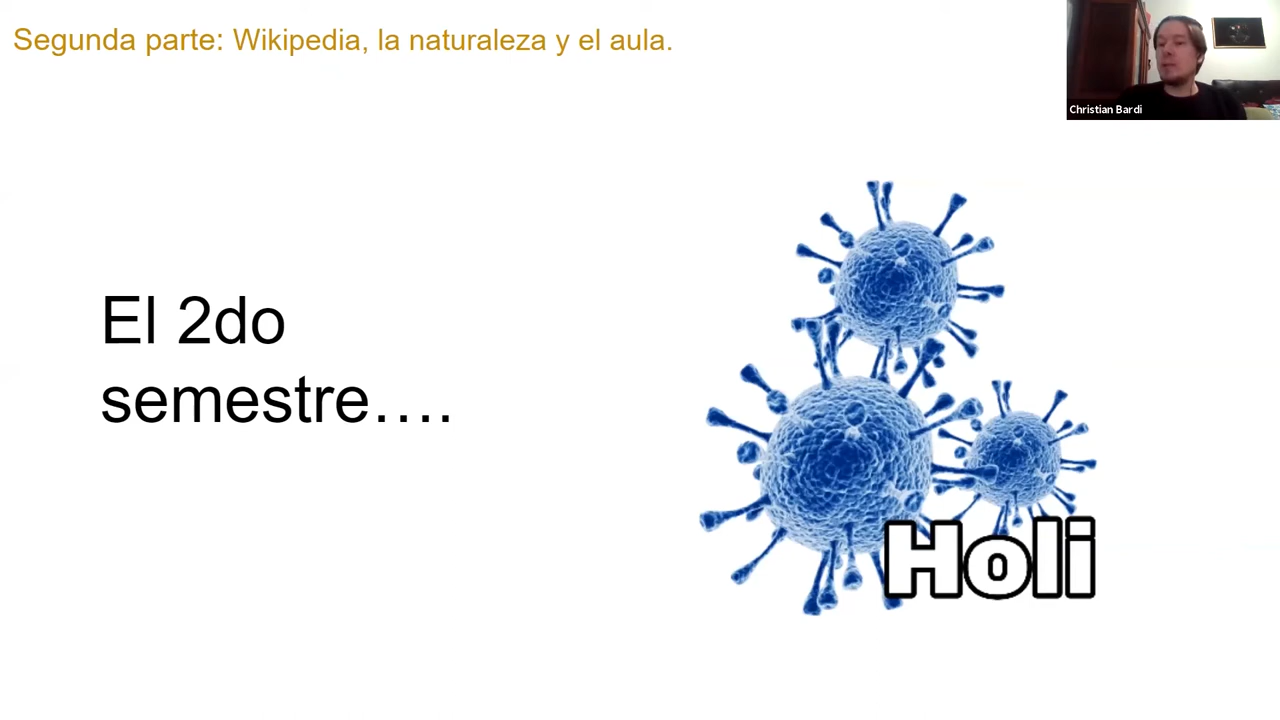 Segunda parte: Wikipedia, la naturaleza y el aula.
Christian Bardi
El 2do
semestre….
Holi